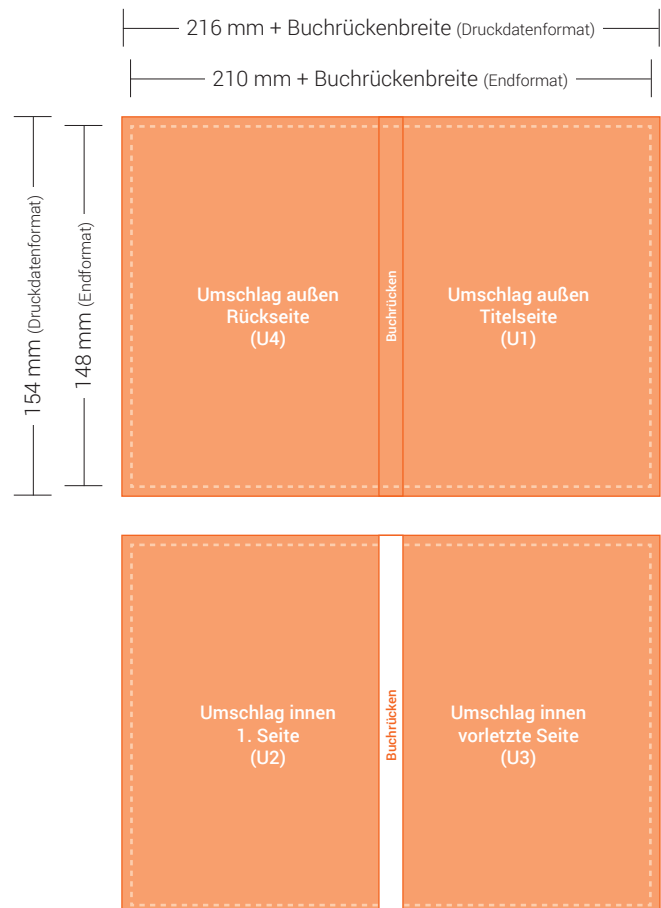 216 mm + Buchrückenbreite (Druckdatenformat)
210 mm + Buchrückenbreite (Endformat)
154 mm (Druckdatenformat)
148 mm (Endformat)
Umschlag außen
Rückseite
(U4)
Buchrücken
Umschlag außen
Titelseite
(U1)
Umschlag innen
1. Seite
(U2)
Buchrücken
Umschlag innen
vorletzte Seite
(U3)